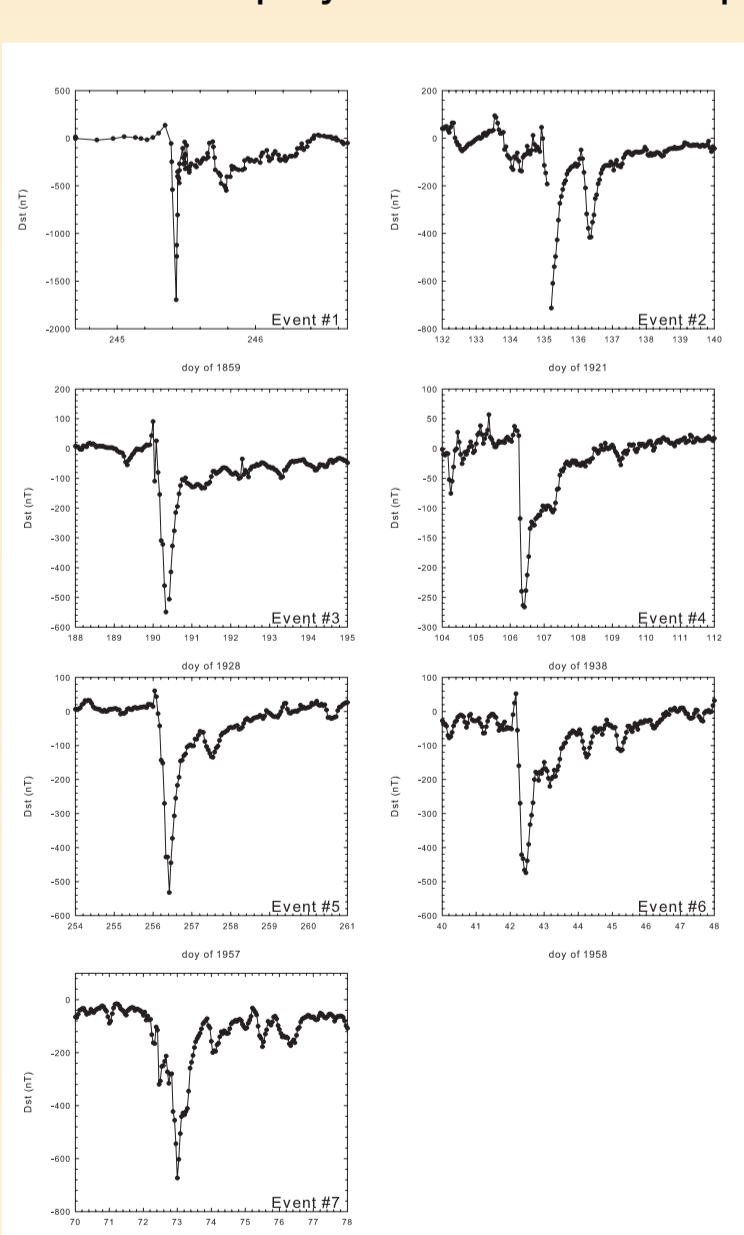 500
0
-500
-1000
-1500
-2000
Dst (nT)
Event #1
245 246
doy of 1859
200
0
-200
-400
-600
-800
Dst (nT)
Event #2
132 133 134 135 136 137 138 139 140
doy of 1921
200
100
0
-100
-200
-300
-400
-500
-600
Dst (nT)
Event #3
188 189 190 191 192 193 194 195
doy of 1928
100
50
0
-50
-100
-150
-200
-250
-300
Dst (nT)
Event #4
104 105 106 107 108 109 110 111 112
doy of 1938
100
0
-100
-200
-300
-400
-500
-600
Dst (nT)
Event #5
254 255 256 257 258 259 260 261
doy of 1957
100
0
-100
-200
-300
-400
-500
-600
Dst (nT)
Event #6
40 41 42 43 44 45 46 47 48
doy of 1958
0
-200
-400
-600
-800
Dst (nT)
Event #7
70 71 72 73 74 75 76 77 78